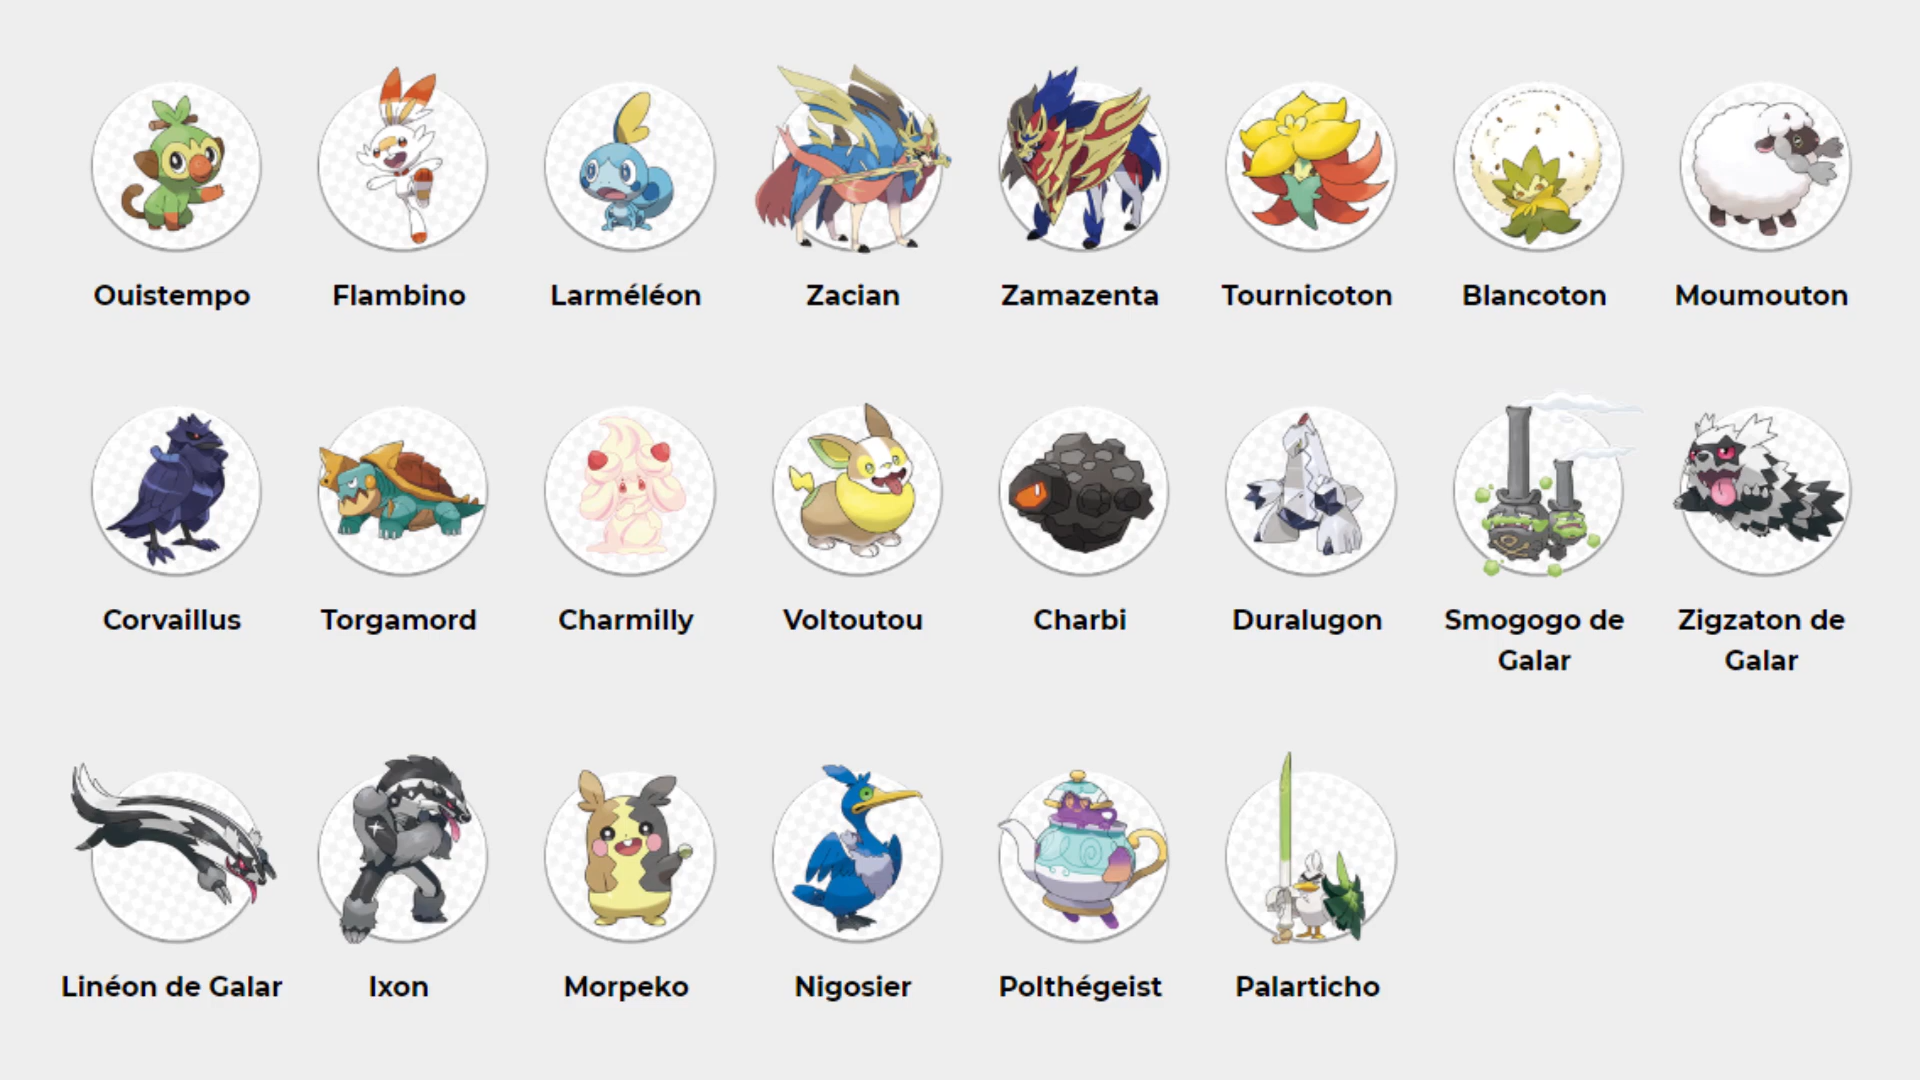 Ouistempo
Flambino
Larméléon
Zacian
Zamazenta
Tournicoton
Blancoton
Moumouton
Corvaillus
Torgamord
Charmilly
Voltoutou
Charbi
Duralugon
Smogogo de
Galar
Zigzaton de
Galar
Linéon de Galar
Ixon
Morpeko
Nigosier
Polthégeist
Palarticho